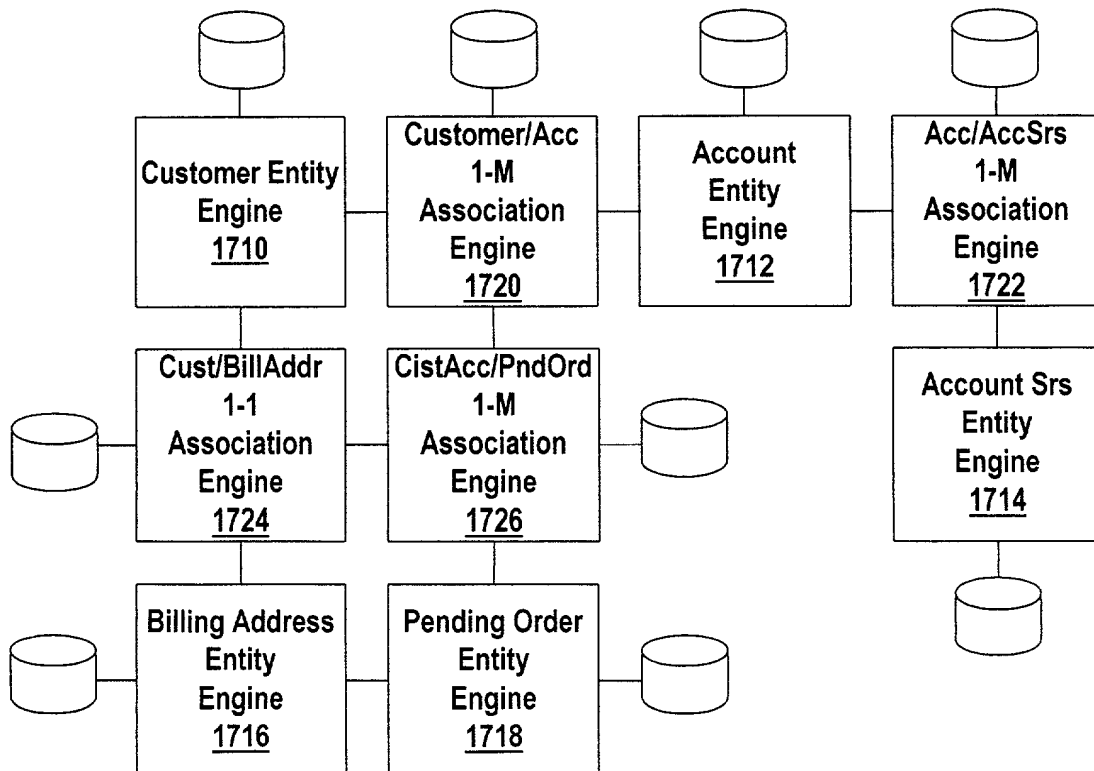 Customer Entity
Engine
1710
Customer/Acc
1-M
Association
Engine
1720
Account
Entity
Engine
1712
Acc/AccSrs
1-M
Association
Engine
1722
Cust/BillAddr
1-1
Association
Engine
1724
CistAcc/PndOrd
1-M
Association
Engine
1726
Account Srs
Entity
Engine
1714
Billing Address
Entity
Engine
1716
Pending Order
Entity
Engine
1718